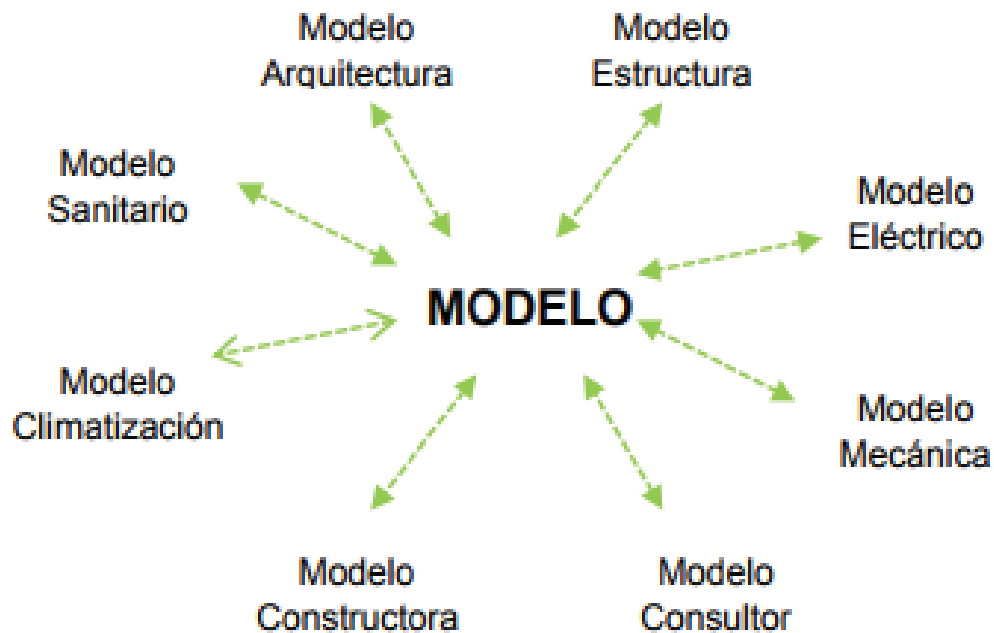 Modelo
Arquitectura
Modelo
Estructura
Modelo
Sanitario
Modelo
Eléctrico
MODELO
Modelo
Climatización
Modelo
Mecánica
Modelo
Constructora
Modelo
Consultor